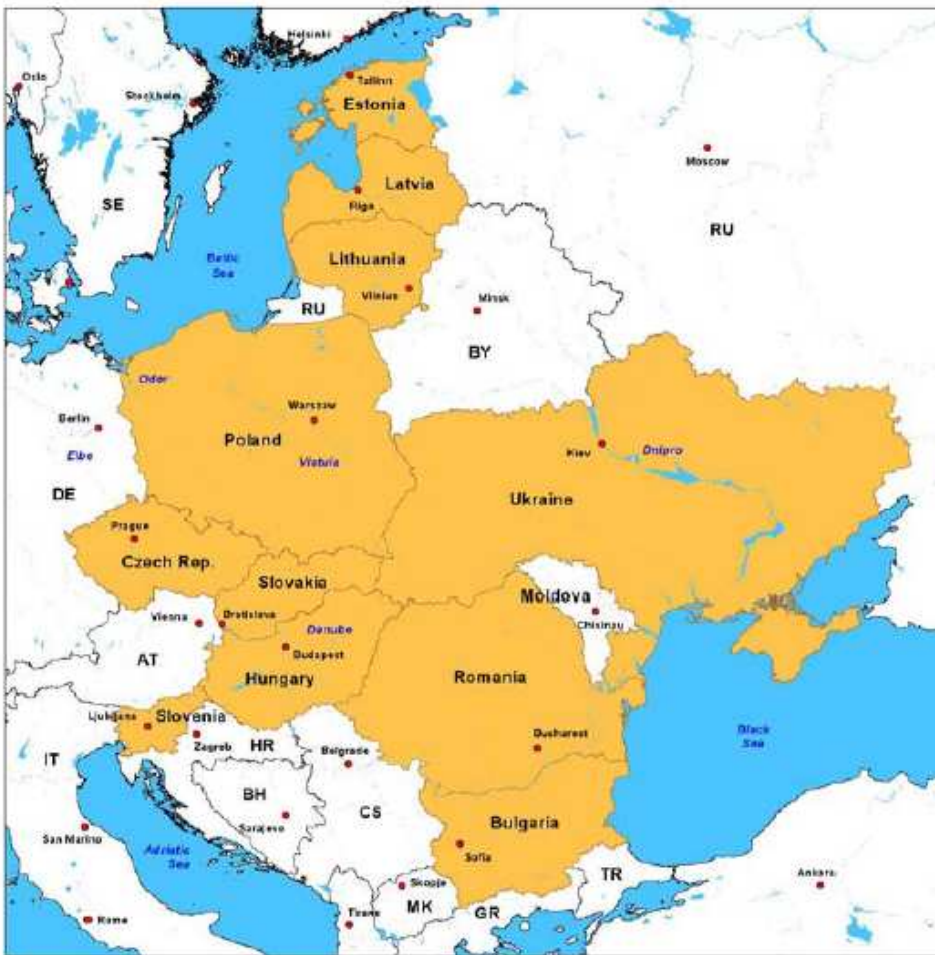 Helsinki
Oslo
Tallinn
Stockholm
Estonia
Moscow
Latvia
Riga
SE
RU
Baltic
Sea
Lithuania
Vilnius
Minsk
RU
BY
Odor
Warszaw
Berlin
Poland
Elbe
Vistula
Kiev
Dnipro
DE
Ukraine
Prague
Czech Rep.
Slovakia
Moldova
Vienna
Bratislava
Danube
Chisinau
Budapest
AT
Hungary
Romania
Ljubljana
Slovenia
Zagreb
HR
Belgrade
Bucharest
Black
Sea
IT
BH
CS
Sarajevo
Bulgaria
San Marino
Adriatic
Sea
Sofia
TR
Ankara
Skopje
MK
GR
Tirana
Rome